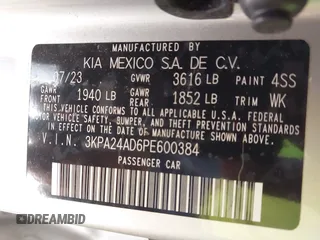 MANUFACTURED BY
KIA MEXICO S.A. DE C.V.
7/23 GVWR 3616 LB PAINT 4SS
GAWR FRONT 1940 LB GAWR REAR 1852 LB TRIM WK
THIS VEHICLE CONFORMS TO ALL APPLICABLE U.S.A. FEDERAL
MOTOR VEHICLE SAFETY, BUMPER, AND THEFT PREVENTION
STANDARDS IN EFFECT ON THE DATE OF MANUFACTURE SHOWN ABOVE.
V.I.N. 3KPA24AD6PE600384
PASSENGER CAR
DREAMBID